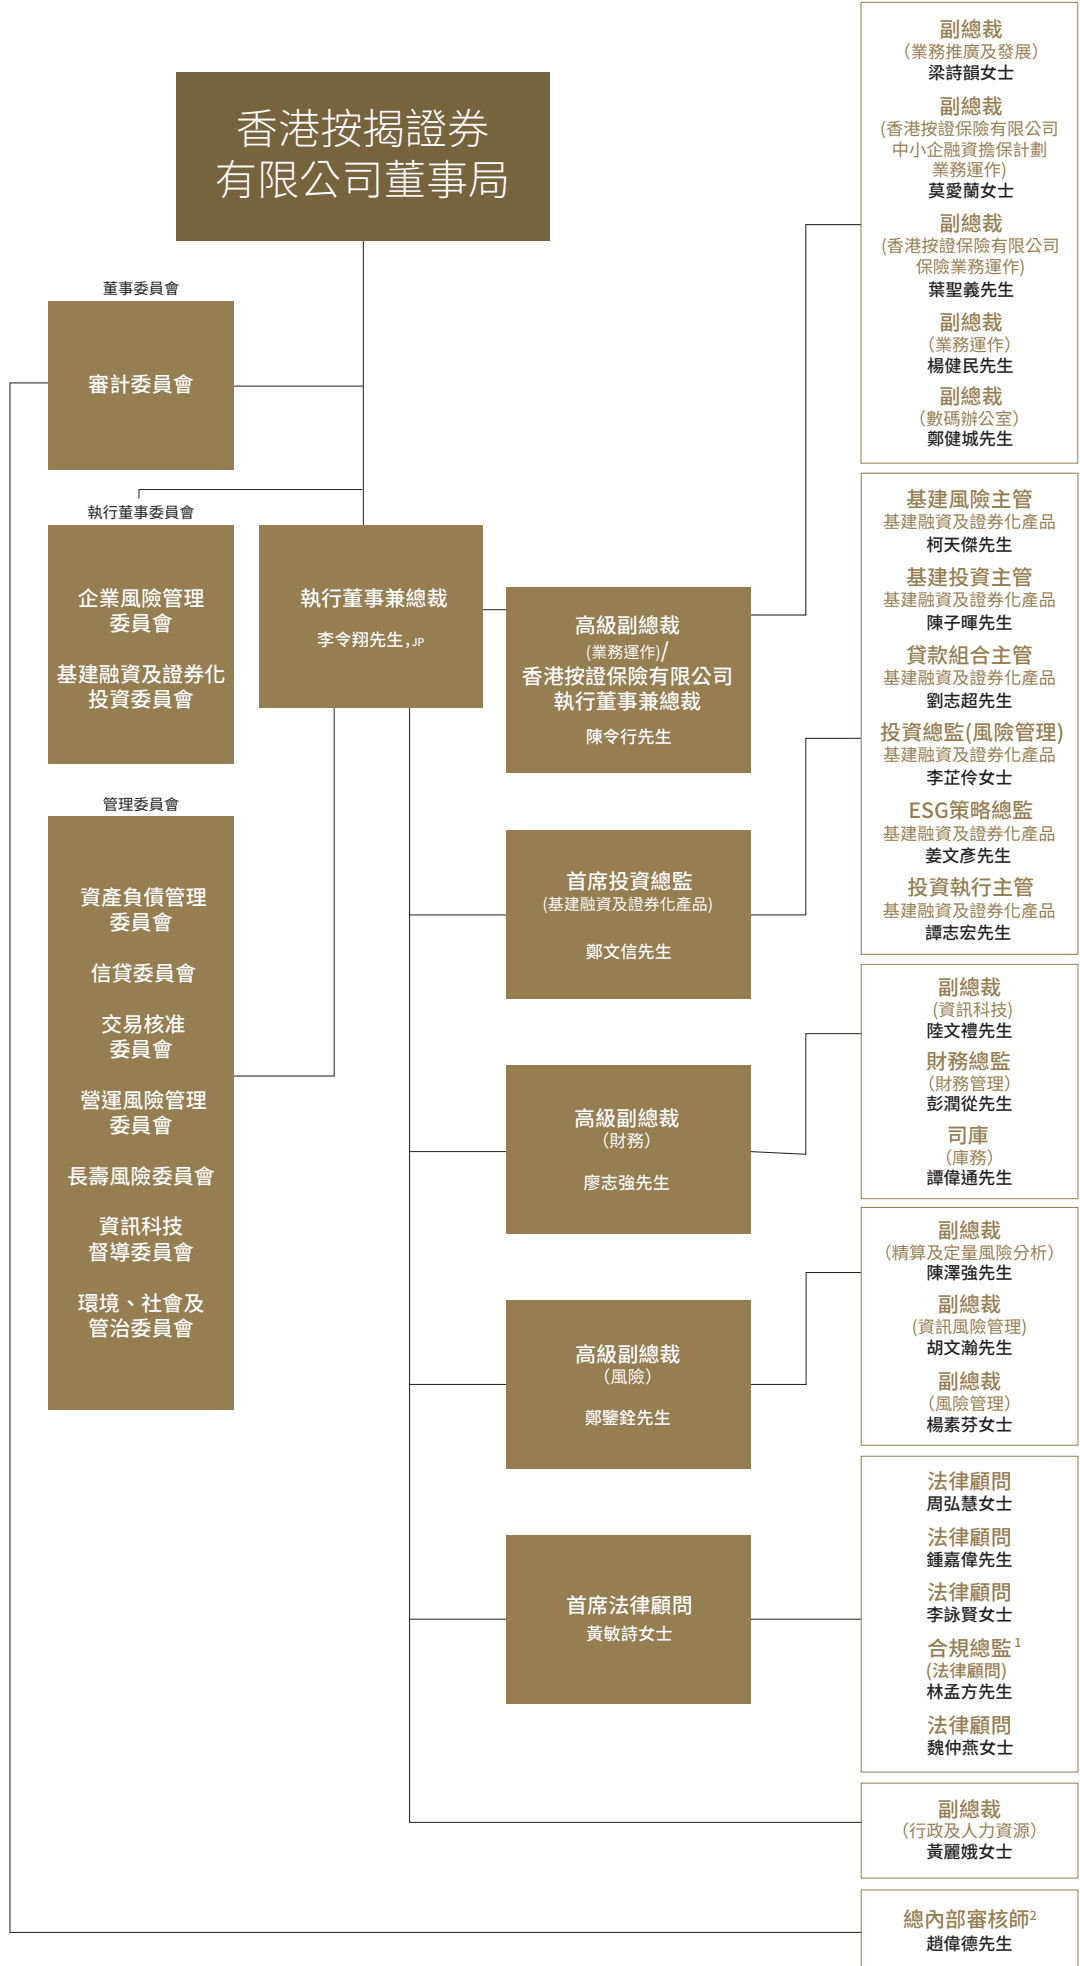 香港按揭證券
有限公司董事局
董事委員會
審計委員會
執行董事委員會
企業風險管理
委員會
基建融資及證券化
投資委員會
管理委員會
資產負債管理
委員會
信貸委員會
交易核准
委員會
營運風險管理
委員會
長壽風險委員會
資訊科技
督導委員會
環境、社會及
管治委員會
執行董事兼總裁
李令翔先生，JP
高級副總裁
(業務運作)/
香港按證保險有限公司
執行董事兼總裁
陳令行先生
首席投資總監
(基建融資及證券化產品)
鄭文信先生
高級副總裁
（財務）
廖志強先生
高級副總裁
（風險）
鄭鑒銓先生
首席法律顧問
黃敏詩女士
副總裁
（業務推廣及發展）
梁詩韻女士
副總裁
(香港按證保險有限公司
中小企融資擔保計劃
業務運作)
莫愛蘭女士
副總裁
(香港按證保險有限公司
保險業務運作)
葉聖義先生
副總裁
（業務運作）
楊健民先生
副總裁
（數碼辦公室）
鄭健城先生
基建風險主管
基建融資及證券化產品
柯天傑先生
基建投資主管
基建融資及證券化產品
陳子暉先生
貸款組合主管
基建融資及證券化產品
劉志超先生
投資總監(風險管理)
基建融資及證券化產品
李芷伶女士
ESG策略總監
基建融資及證券化產品
姜文彥先生
投資執行主管
基建融資及證券化產品
譚志宏先生
副總裁
(資訊科技)
陸文禮先生
財務總監
（財務管理）
彭潤從先生
司庫
（庫務）
譚偉通先生
副總裁
（精算及定量風險分析）
陳澤強先生
副總裁
(資訊風險管理)
胡文瀚先生
副總裁
（風險管理）
楊素芬女士
法律顧問
周弘慧女士
法律顧問
鍾嘉偉先生
法律顧問
李詠賢女士
合規總監1
(法律顧問)
林孟方先生
法律顧問
魏仲燕女士
副總裁
（行政及人力資源）
黃麗娥女士
總內部審核師2
趙偉德先生